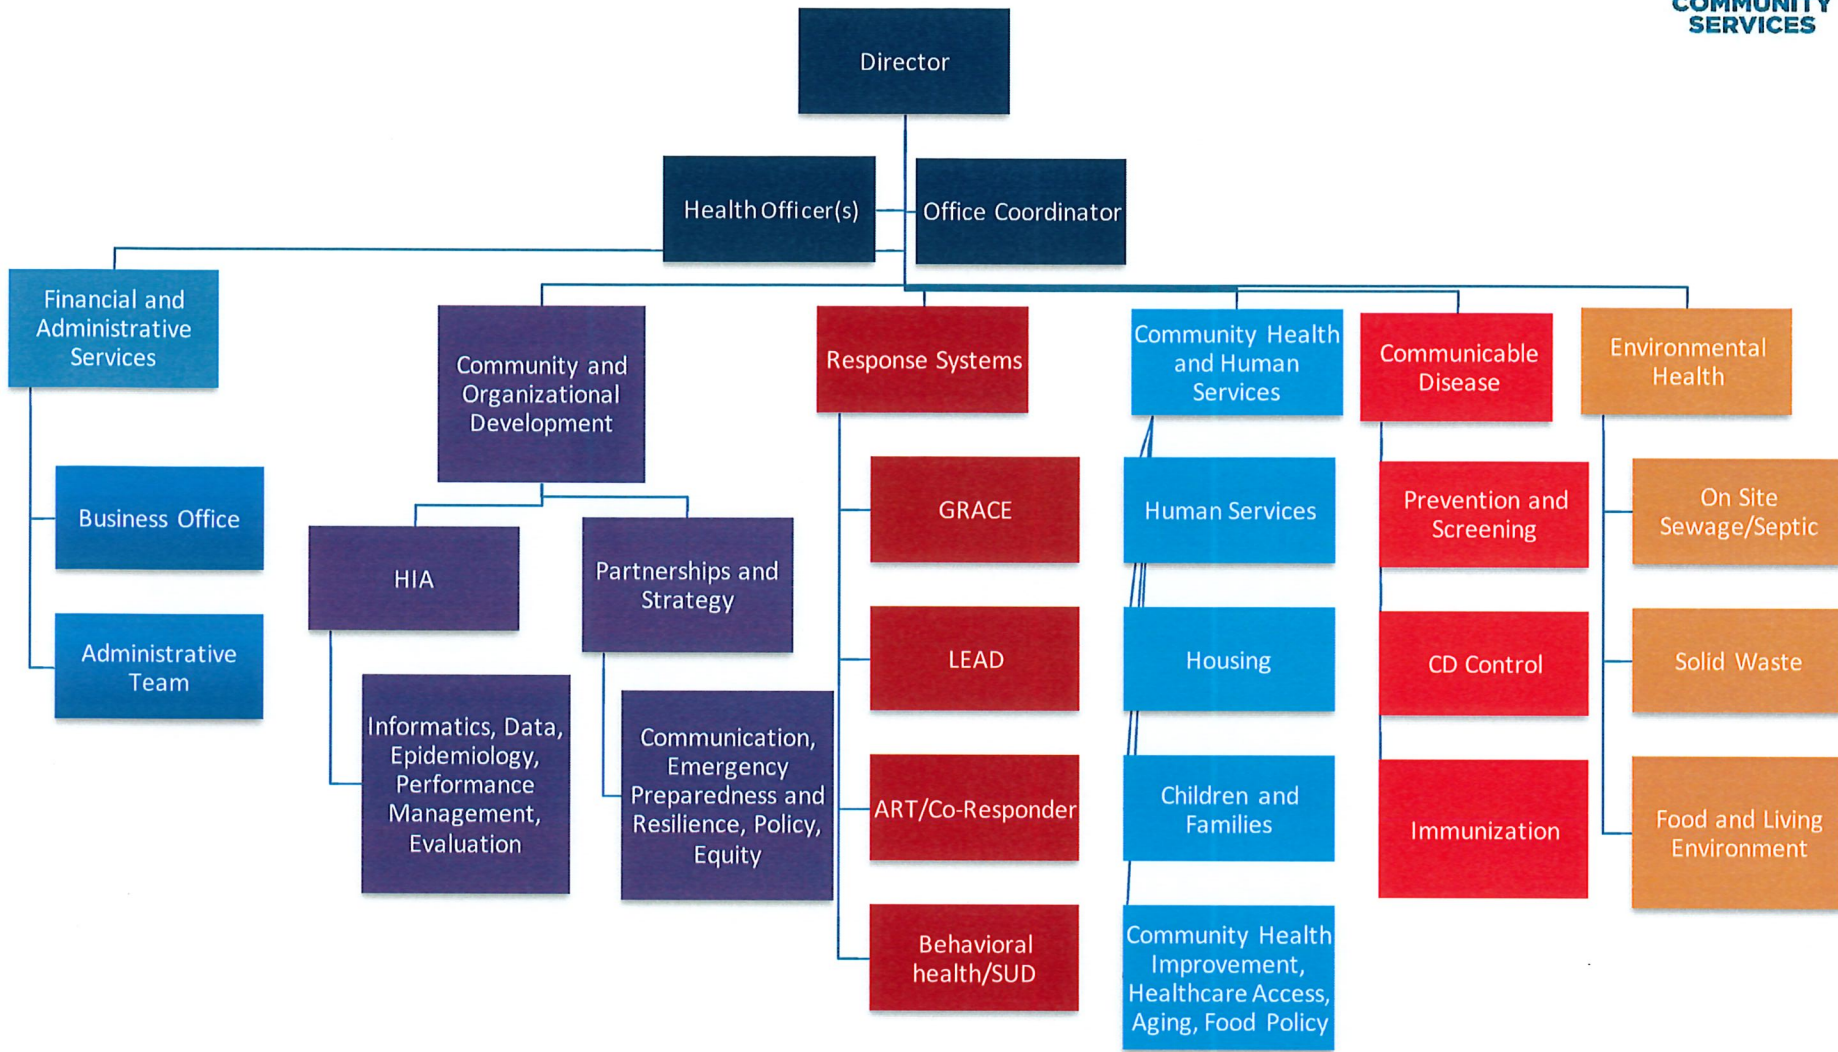 COMMUNITY
SERVICES
Director
Health Officer(s)
Office Coordinator
Financial and
Administrative
Services
Community and
Organizational
Development
Response Systems
Community Health
and Human
Services
Communicable
Disease
Environmental
Health
Business Office
Administrative
Team
HIA
Partnerships and
Strategy
Informatics, Data,
Epidemiology,
Performance
Management,
Evaluation
Communication,
Emergency
Preparedness and
Resilience, Policy,
Equity
GRACE
LEAD
ART/Co-Responder
Behavioral
health/SUD
Human Services
Housing
Children and
Families
Community Health
Improvement,
Healthcare Access,
Aging, Food Policy
Prevention and
Screening
CD Control
Immunization
On Site
Sewage/Septic
Solid Waste
Food and Living
Environment